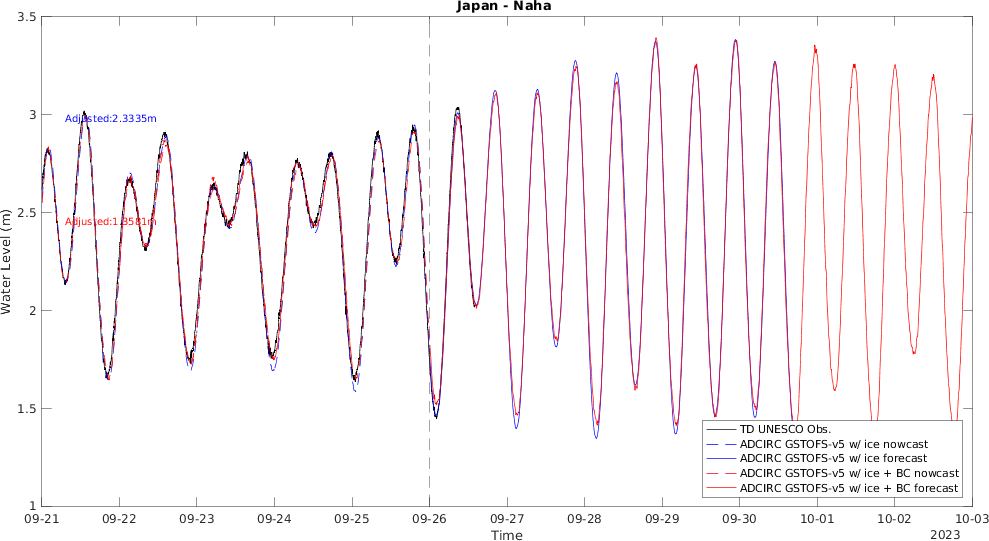 Japan - Naha
3.5
3
2.5
2
1.5
1
Water Level (m)
Adjusted:2.3335m
Adjusted:1.3581m
TD UNESCO Obs.
ADCIRC GSTOFS-v5 w/ ice nowcast
ADCIRC GSTOFS-v5 w/ ice forecast
ADCIRC GSTOFS-v5 w/ ice + BC nowcast
ADCIRC GSTOFS-v5 w/ ice + BC forecast
09-21 09-22 09-23 09-24 09-25 09-26 09-27 09-28 09-29 09-30 10-01 10-02 10-03
Time
2023